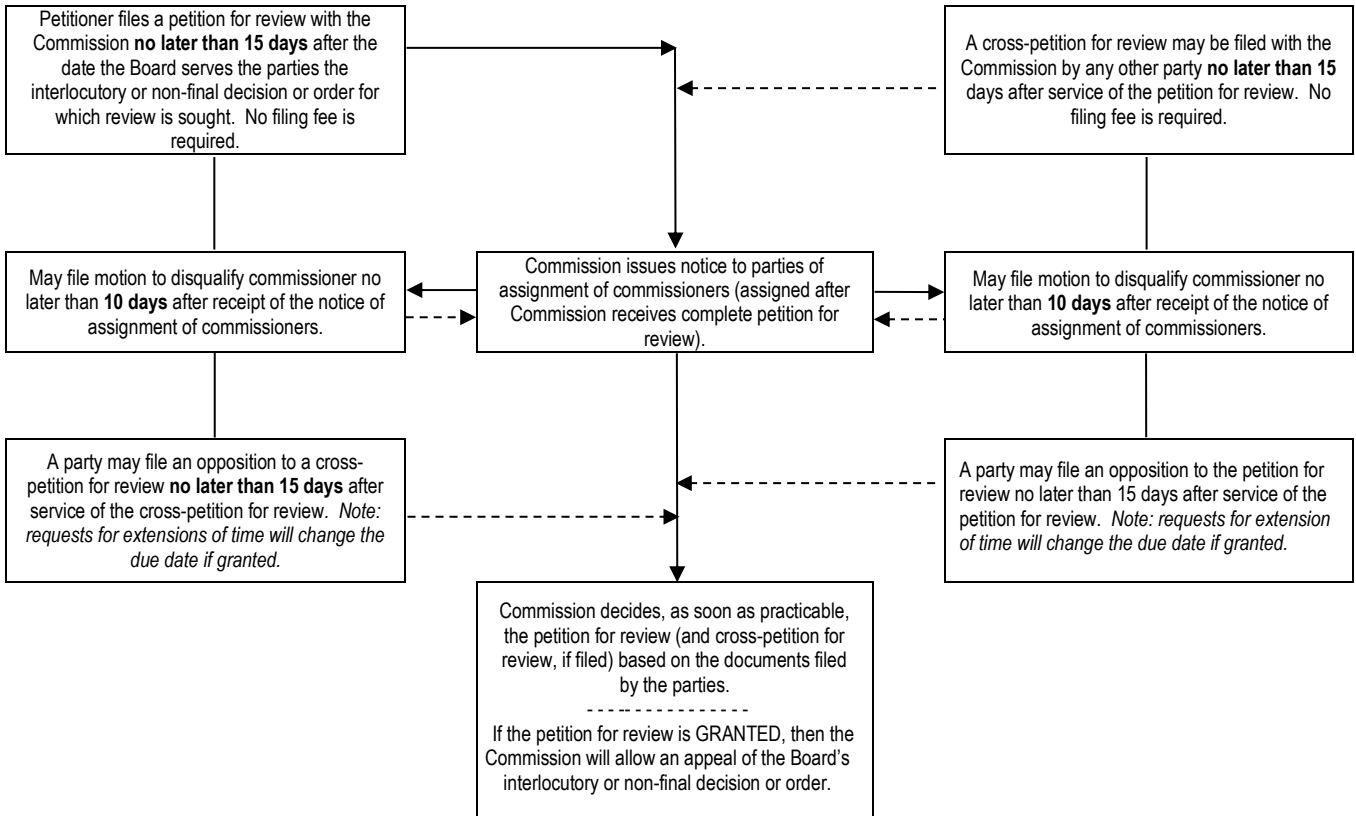 Petitioner files a petition for review with the
Commission no later than 15 days after the
date the Board serves the parties the
interlocutory or non-final decision or order for
which review is sought. No filing fee is
required.
A cross-petition for review may be filed with the
Commission by any other party no later than 15
days after service of the petition for review. No
filing fee is required.
May file motion to disqualify commissioner no
later than 10 days after receipt of the notice of
assignment of commissioners.
Commission issues notice to parties of
assignment of commissioners (assigned after
Commission receives complete petition for
review).
May file motion to disqualify commissioner no
later than 10 days after receipt of the notice of
assignment of commissioners.
A party may file an opposition to a cross-
petition for review no later than 15 days after
service of the cross-petition for review. Note:
requests for extensions of time will change the
due date if granted.
A party may file an opposition to the petition for
review no later than 15 days after service of the
petition for review. Note: requests for extension
of time will change the due date if granted.
Commission decides, as soon as practicable,
the petition for review (and cross-petition for
review, if filed) based on the documents filed
by the parties.
- - - -- - - - - - - - - - - - -
If the petition for review is GRANTED, then the
Commission will allow an appeal of the Board's
interlocutory or non-final decision or order.